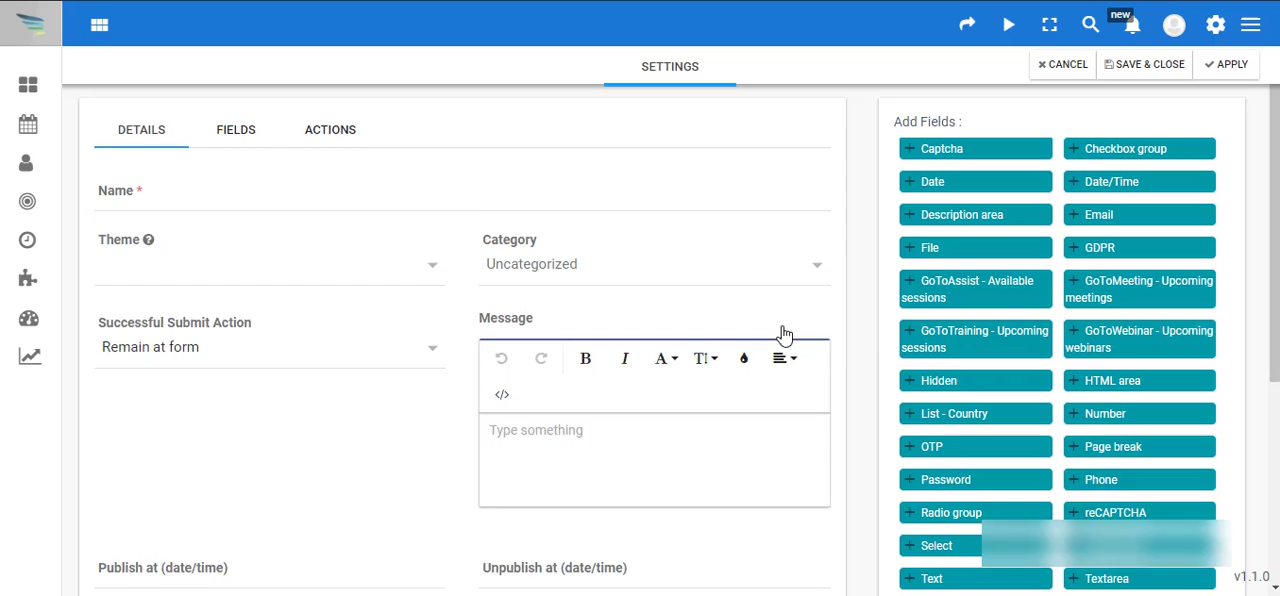 new
SETTINGS
CANCEL
SAVE & CLOSE
APPLY
DETAILS
FIELDS
ACTIONS
Name *
Theme
Category
Uncategorized
Successful Submit Action
Remain at form
Message
B
I
A
T
</>
Type something
Publish at (date/time)
Unpublish at (date/time)
Add Fields :
+ Captcha
+ Checkbox group
+ Date
+ Date/Time
+ Description area
+ Email
+ File
+ GDPR
+ GoToAssist - Available
sessions
+ GoToMeeting - Upcoming
meetings
+ GoToTraining - Upcoming
sessions
+ GoToWebinar - Upcoming
webinars
+ Hidden
+ HTML area
+ List - Country
+ Number
+ OTP
+ Page break
+ Password
+ Phone
+ Radio group
+ reCAPTCHA
+ Select
+ Text
+ Textarea
v1.1.0